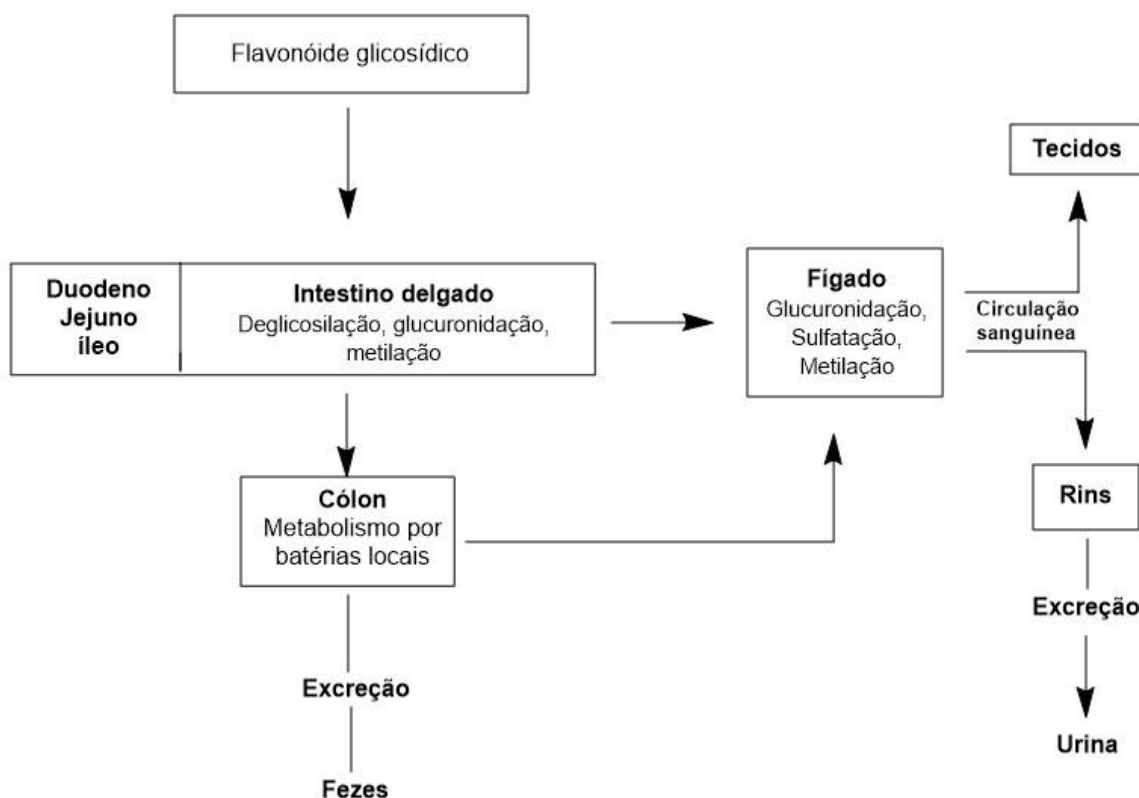 Flavonóide glicosídico
Tecidos
Duodeno
Jejuno
íleo
Intestino delgado
Deglicosilação, glucuronidação,
metilação
Fígado
Glucuronidação,
Sulfatação,
Metilação
Circulação
sanguínea
Cólon
Metabolismo por
batérias locais
Rins
Excreção
Urina
Excreção
Fezes